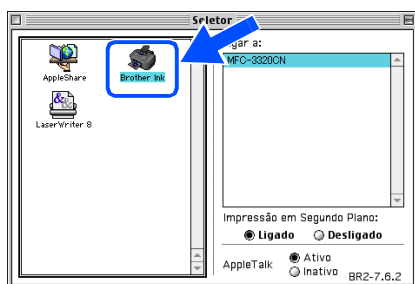 Seletor
AppleShare
Brother Ink
LaserWriter 8
gar a:
MFC-3320CN
Impressão em Segundo Plano:
Ligado
Desligado
AppleTalk
Ativo
Inativo
BR2-7.6.2